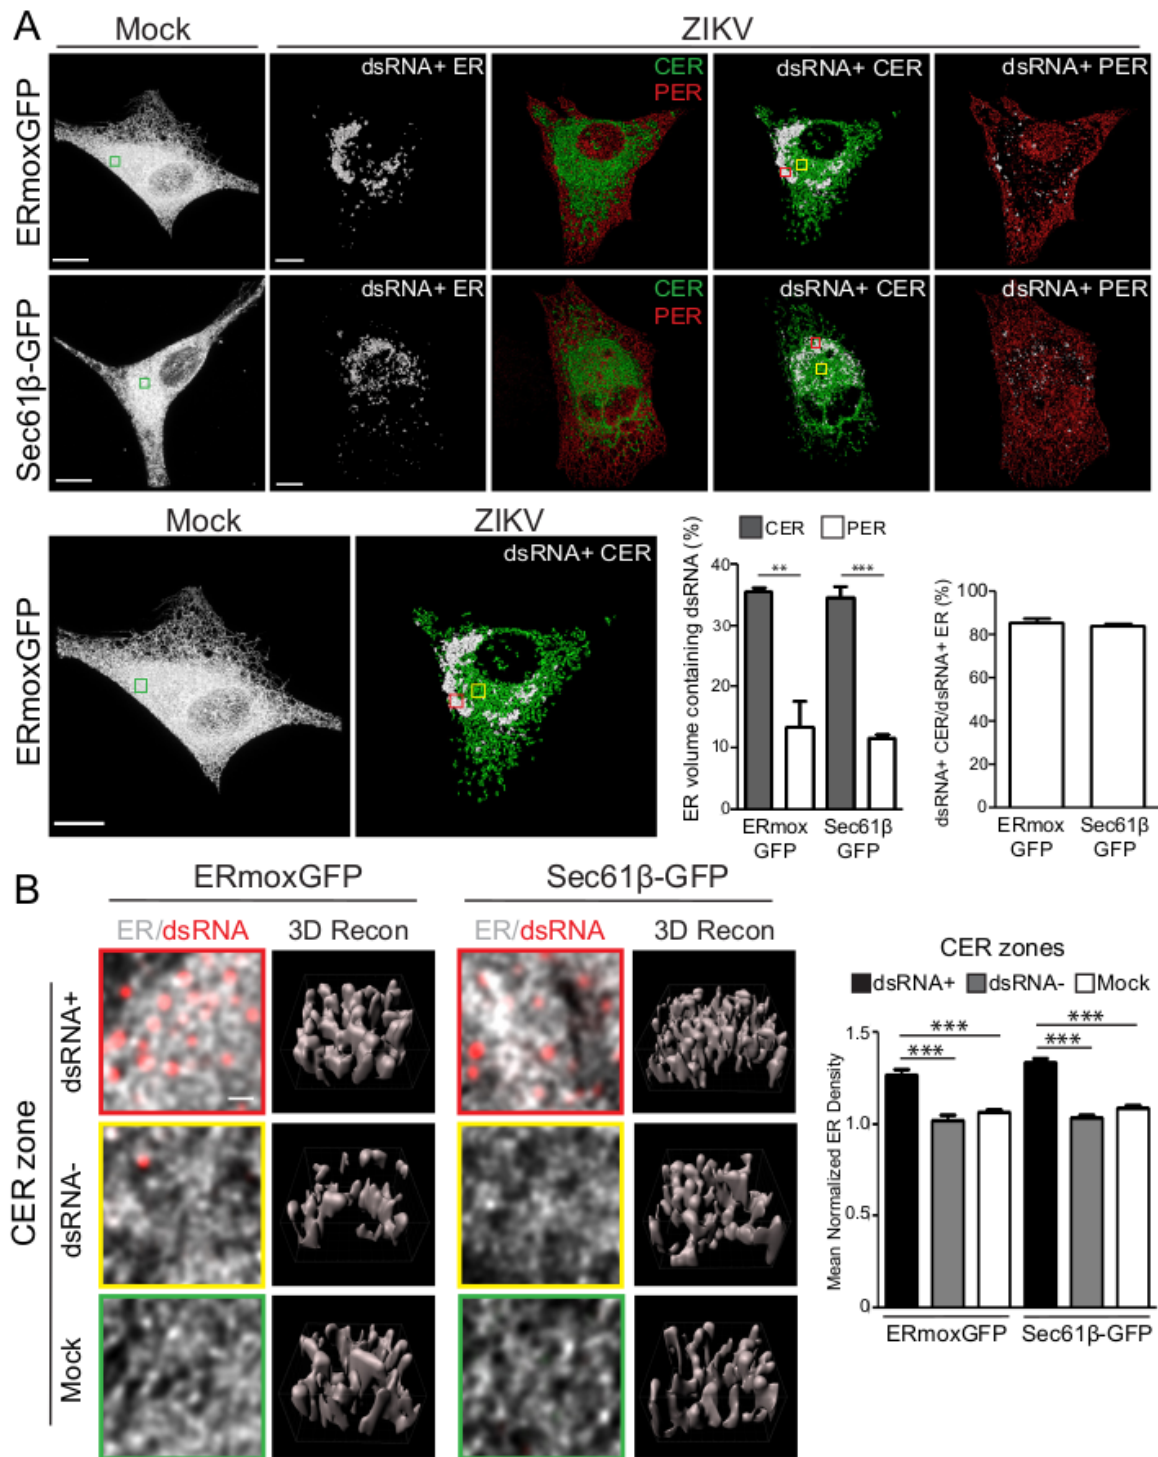 A
Mock
ZIKV
ERmoxGFP
dsRNA+ ER
CER
PER
dsRNA+ CER
dsRNA+ PER
Sec61β-GFP
dsRNA+ ER
CER
PER
dsRNA+ CER
dsRNA+ PER
Mock
ZIKV
ERmoxGFP
dsRNA+ CER
CER PER
ER volume containing dsRNA (%)
40
30
20
10
0
** ***
ERmox Sec61β
GFP GFP
dsRNA+ CER/dsRNA+ ER (%)
100
80
60
40
20
0
ERmox Sec61β
GFP GFP
B
ERmoxGFP
Sec61β-GFP
ER/dsRNA 3D Recon
ER/dsRNA 3D Recon
CER zone
dsRNA+
dsRNA-
Mock
CER zones
dsRNA+ dsRNA- Mock
Mean Normalized ER Density
1.5
1.0
0.5
0
*** ***
*** ***
ERmoxGFP Sec61β-GFP